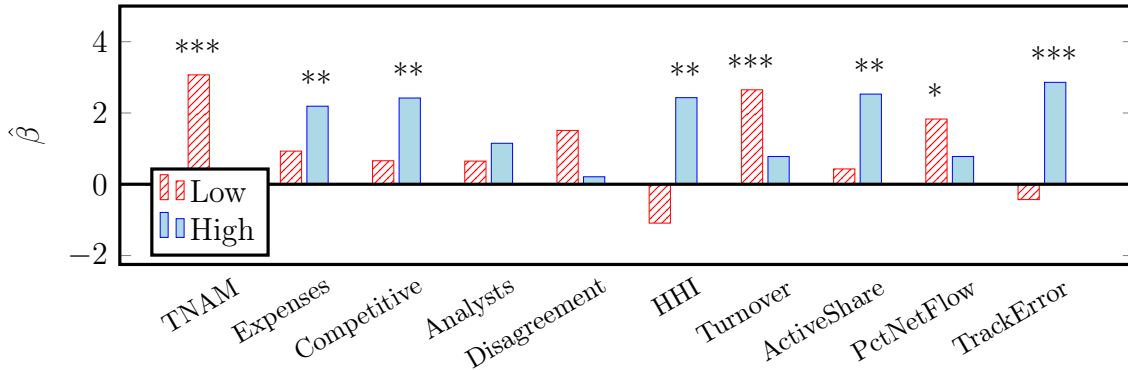 4
2
0
−2
β̂
***
**
**
**
***
**
*
***
Low
High
TNAM
Expenses
Competitive
Analysts
Disagreement
HHI
Turnover
ActiveShare
PctNetFlow
TrackError